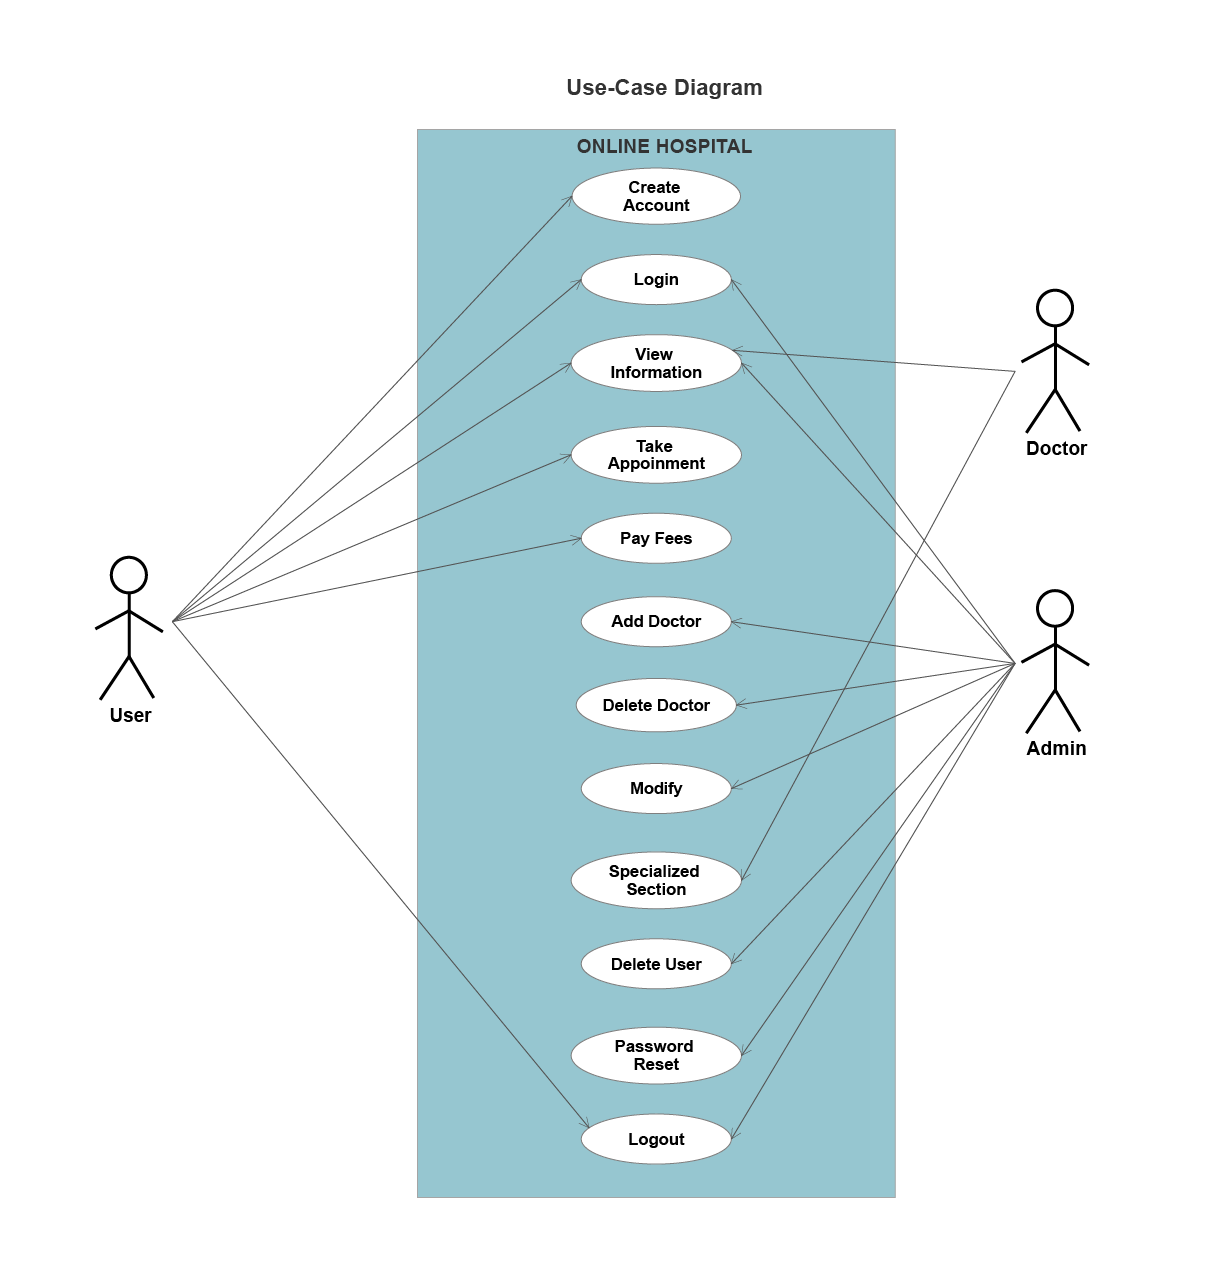 Use-Case Diagram
ONLINE HOSPITAL
Create
Account
Login
View
Information
Take
Appoinment
Pay Fees
Add Doctor
Delete Doctor
Modify
Specialized
Section
Delete User
Password
Reset
Logout
User
Doctor
Admin